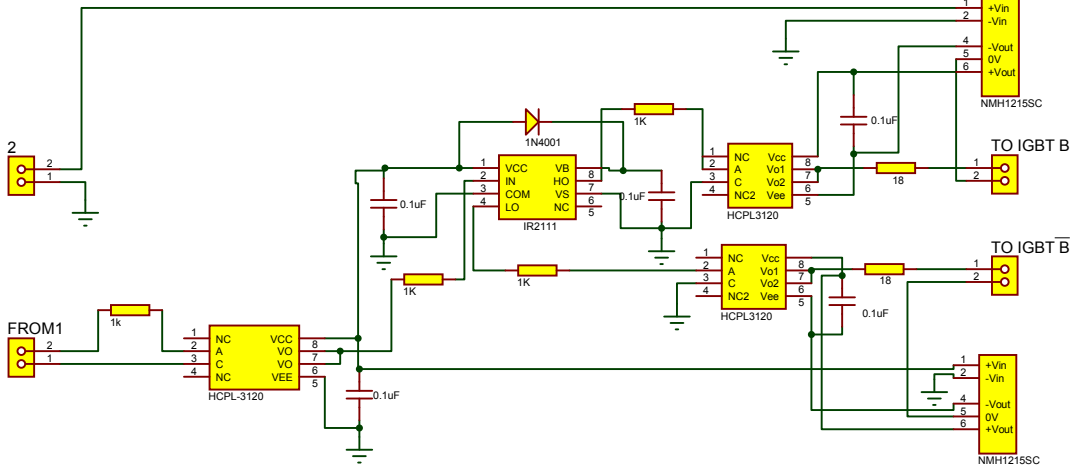 1 +Vin
2 -Vin
4 -Vout
5 0V
6 +Vout
NMH1215SC
0.1uF
1K
1N4001
2
2
1
1 VCC VB 8
2 IN HO 7
3 COM VS 6
4 LO NC 5
IR2111
0.1uF
0.1uF
1 NC Vcc 8
2 A Vo1 7
3 C Vo2 6
4 NC2 Vee 5
HCPL3120
18
TO IGBT B
1
2
1K
1K
1 NC Vcc 8
2 A Vo1 7
3 C Vo2 6
4 NC2 Vee 5
HCPL3120
18
0.1uF
TO IGBT B̅
1
2
FROM1
2
1
1k
1 NC VCC 8
2 A VO 7
3 C VO 6
4 NC VEE 5
HCPL-3120
0.1uF
1 +Vin
2 -Vin
4 -Vout
5 0V
6 +Vout
NMH1215SC